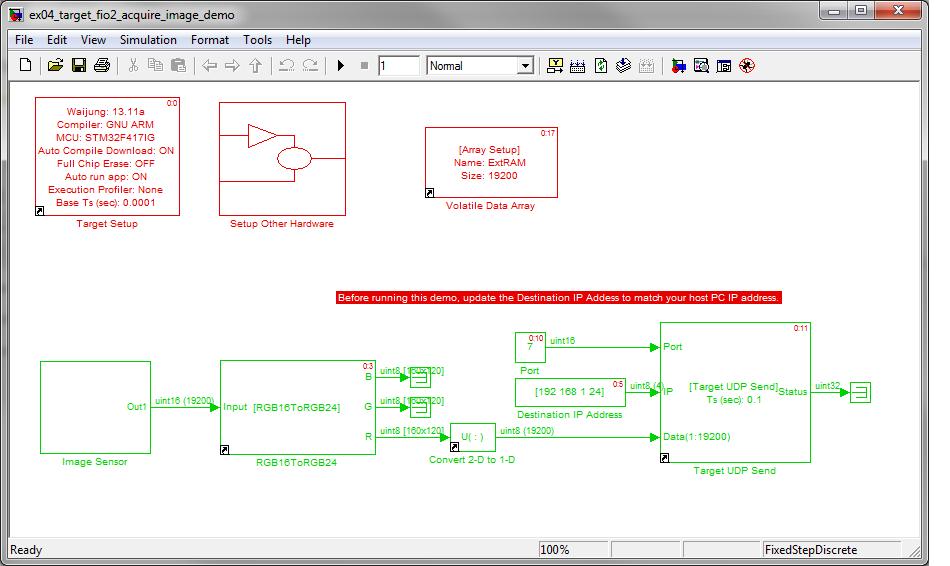 ex04_target_fio2_acquire_image_demo
File Edit View Simulation Format Tools Help
1 Normal
0:0
Waijung: 13.11a
Compiler: GNU ARM
MCU: STM32F417IG
Auto Compile Download: ON
Full Chip Erase: OFF
Auto run app: ON
Execution Profiler: None
Base Ts (sec): 0.0001
Target Setup
Setup Other Hardware
0:17
[Array Setup]
Name: ExtRAM
Size: 19200
Volatile Data Array
Before running this demo, update the Destination IP Addess to match your host PC IP address.
Out1
Image Sensor
uint16 (19200)
0:3
Input
[RGB16ToRGB24]
B
G
R
RGB16ToRGB24
uint8 [160x120]
uint8 [160x120]
uint8 [160x120]
U( : )
Convert 2-D to 1-D
uint8 (19200)
0:10
7
Port
uint16
0:5
[192 168 1 24]
Destination IP Address
uint8 (4)
0:11
Port
IP
[Target UDP Send]
Ts (sec): 0.1
Status
Data(1:19200)
Target UDP Send
uint32
Ready
100%
FixedStepDiscrete